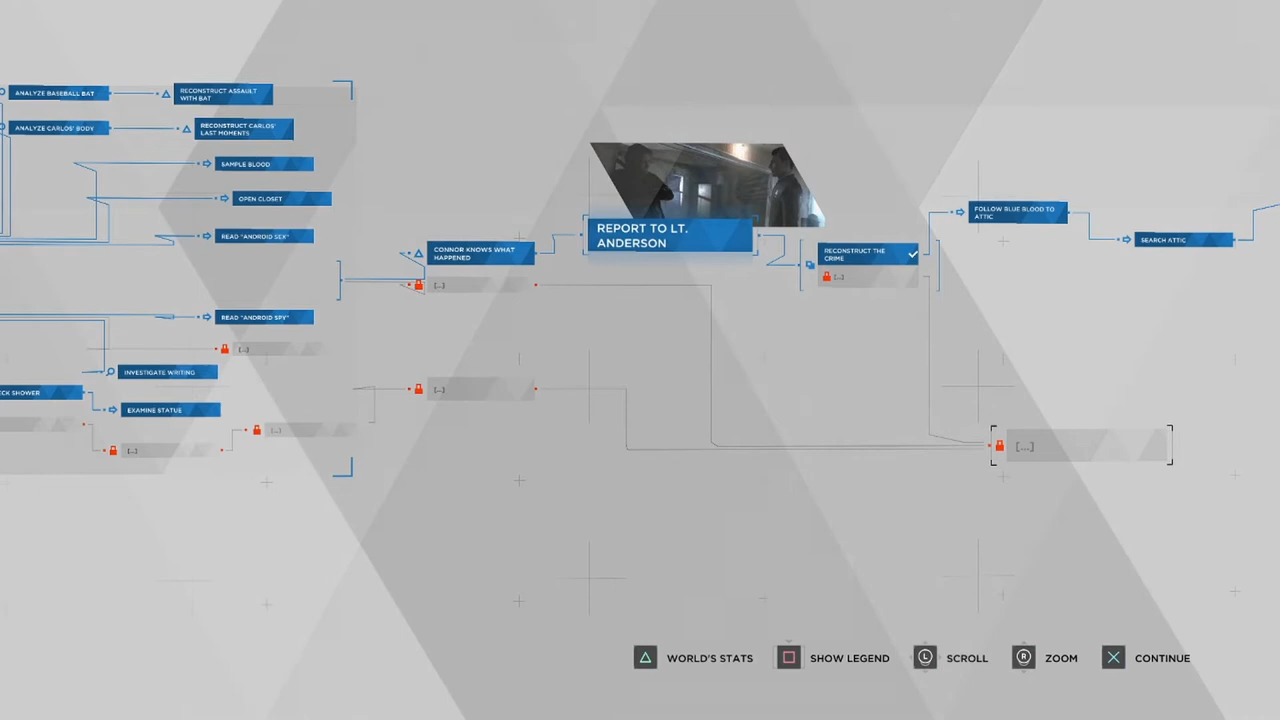 ANALYZE BASEBALL BAT
RECONSTRUCT ASSAULT
WITH BAT
ANALYZE CARLOS' BODY
RECONSTRUCT CARLOS'
LAST MOMENTS
SAMPLE BLOOD
OPEN CLOSET
READ "ANDROID SEX"
READ "ANDROID SPY"
[...]
INVESTIGATE WRITING
ECK SHOWER
EXAMINE STATUE
[...]
[...]
CONNOR KNOWS WHAT
HAPPENED
[...]
[...]
REPORT TO LT.
ANDERSON
RECONSTRUCT THE
CRIME
[...]
FOLLOW BLUE BLOOD TO
ATTIC
SEARCH ATTIC
[...]
WORLD'S STATS
SHOW LEGEND
L
SCROLL
R
ZOOM
CONTINUE